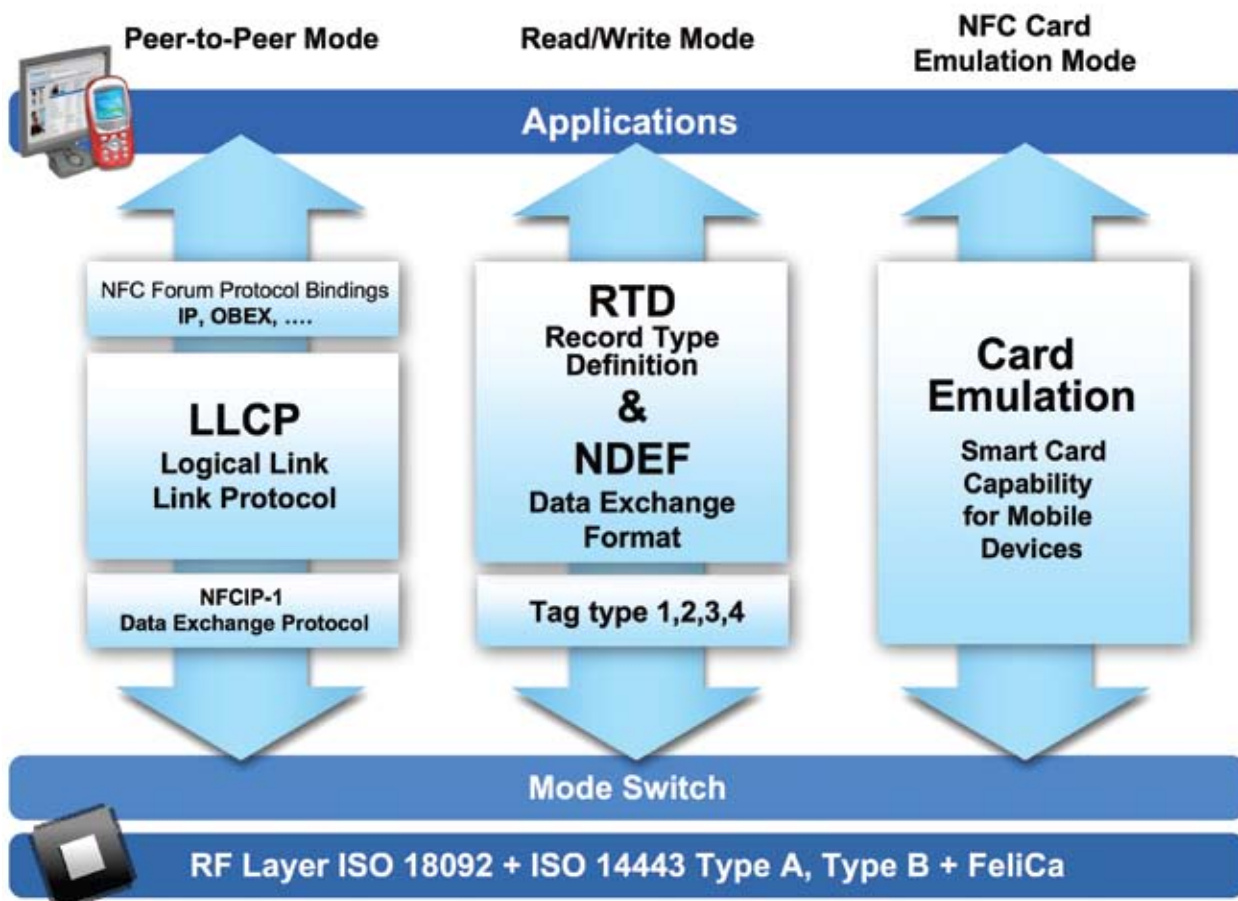 Peer-to-Peer Mode
Read/Write Mode
NFC Card
Emulation Mode
Applications
NFC Forum Protocol Bindings
IP, OBEX, ....
LLCP
Logical Link
Link Protocol
NFCIP-1
Data Exchange Protocol
RTD
Record Type
Definition
&
NDEF
Data Exchange
Format
Tag type 1,2,3,4
Card
Emulation
Smart Card
Capability
for Mobile
Devices
Mode Switch
RF Layer ISO 18092 + ISO 14443 Type A, Type B + FeliCa